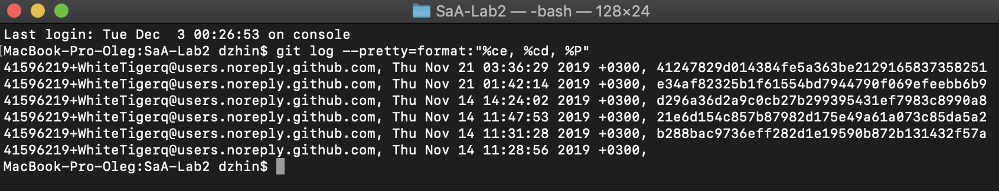 SaA-Lab2 — -bash — 128×24
Last login: Tue Dec  3 00:26:53 on console
[MacBook-Pro-Oleg:SaA-Lab2 dzhin$ git log --pretty=format:"%ce, %cd, %P"
41596219+WhiteTigerq@users.noreply.github.com, Thu Nov 21 03:36:29 2019 +0300, 41247829d014384fe5a363be2129165837358251
41596219+WhiteTigerq@users.noreply.github.com, Thu Nov 21 01:42:14 2019 +0300, e34af82325b1f61554bd7944790f069efeebb6b9
41596219+WhiteTigerq@users.noreply.github.com, Thu Nov 14 14:24:02 2019 +0300, d296a36d2a9c0cb27b299395431ef7983c8990a8
41596219+WhiteTigerq@users.noreply.github.com, Thu Nov 14 11:47:53 2019 +0300, 21e6d154c857b87982d175e49a61a073c85da5a2
41596219+WhiteTigerq@users.noreply.github.com, Thu Nov 14 11:31:28 2019 +0300, b288bac9736eff282d1e19590b872b131432f57a
41596219+WhiteTigerq@users.noreply.github.com, Thu Nov 14 11:28:56 2019 +0300,
MacBook-Pro-Oleg:SaA-Lab2 dzhin$